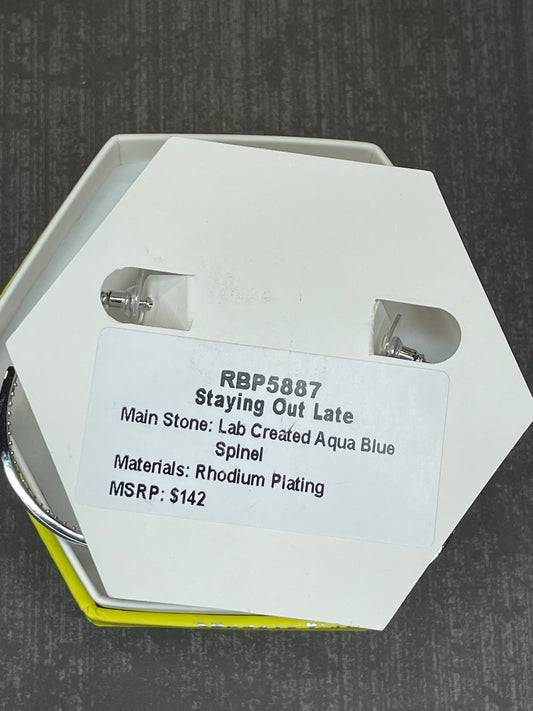 RBP5887
Staying Out Late
Main Stone: Lab Created Aqua Blue
Spinel
Materials: Rhodium Plating
MSRP: $142